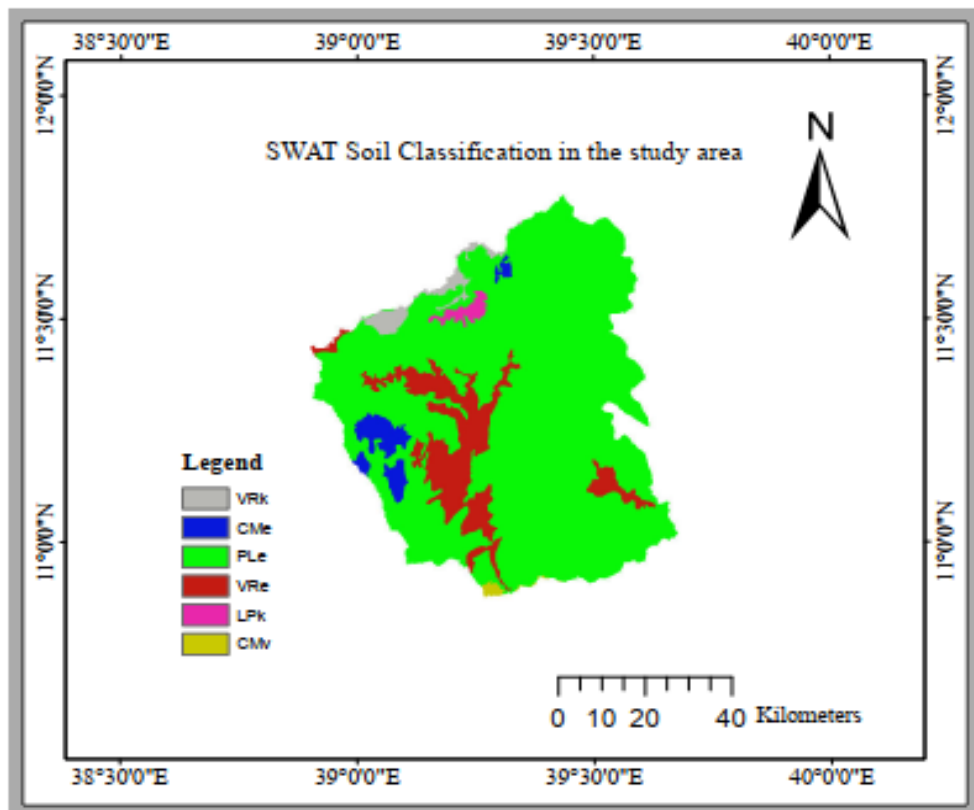 38°30'0"E 39°0'0"E 39°30'0"E 40°0'0"E
12°0'0"N 12°0'0"N
N
SWAT Soil Classification in the study area
11°30'0"N 11°30'0"N
Legend
VRk
CMe
PLe
VRe
LPk
CMv
11°0'0"N 11°0'0"N
0 10 20 40 Kilometers
38°30'0"E 39°0'0"E 39°30'0"E 40°0'0"E